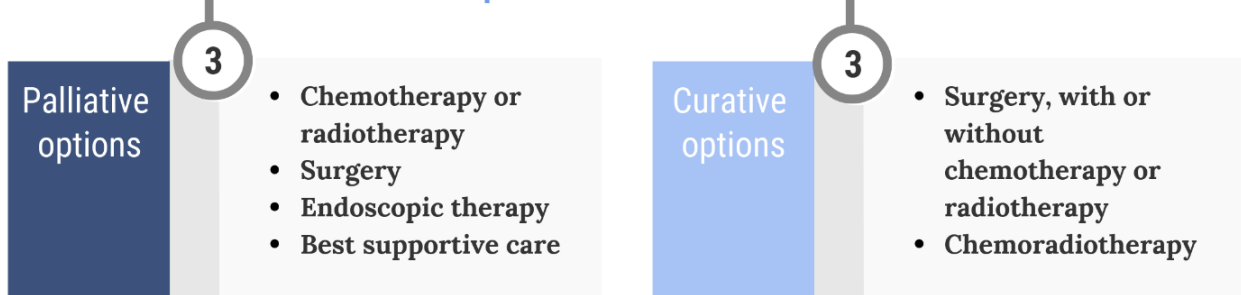 3
Palliative
options
• Chemotherapy or
radiotherapy
• Surgery
• Endoscopic therapy
• Best supportive care
3
Curative
options
• Surgery, with or
without
chemotherapy or
radiotherapy
• Chemoradiotherapy